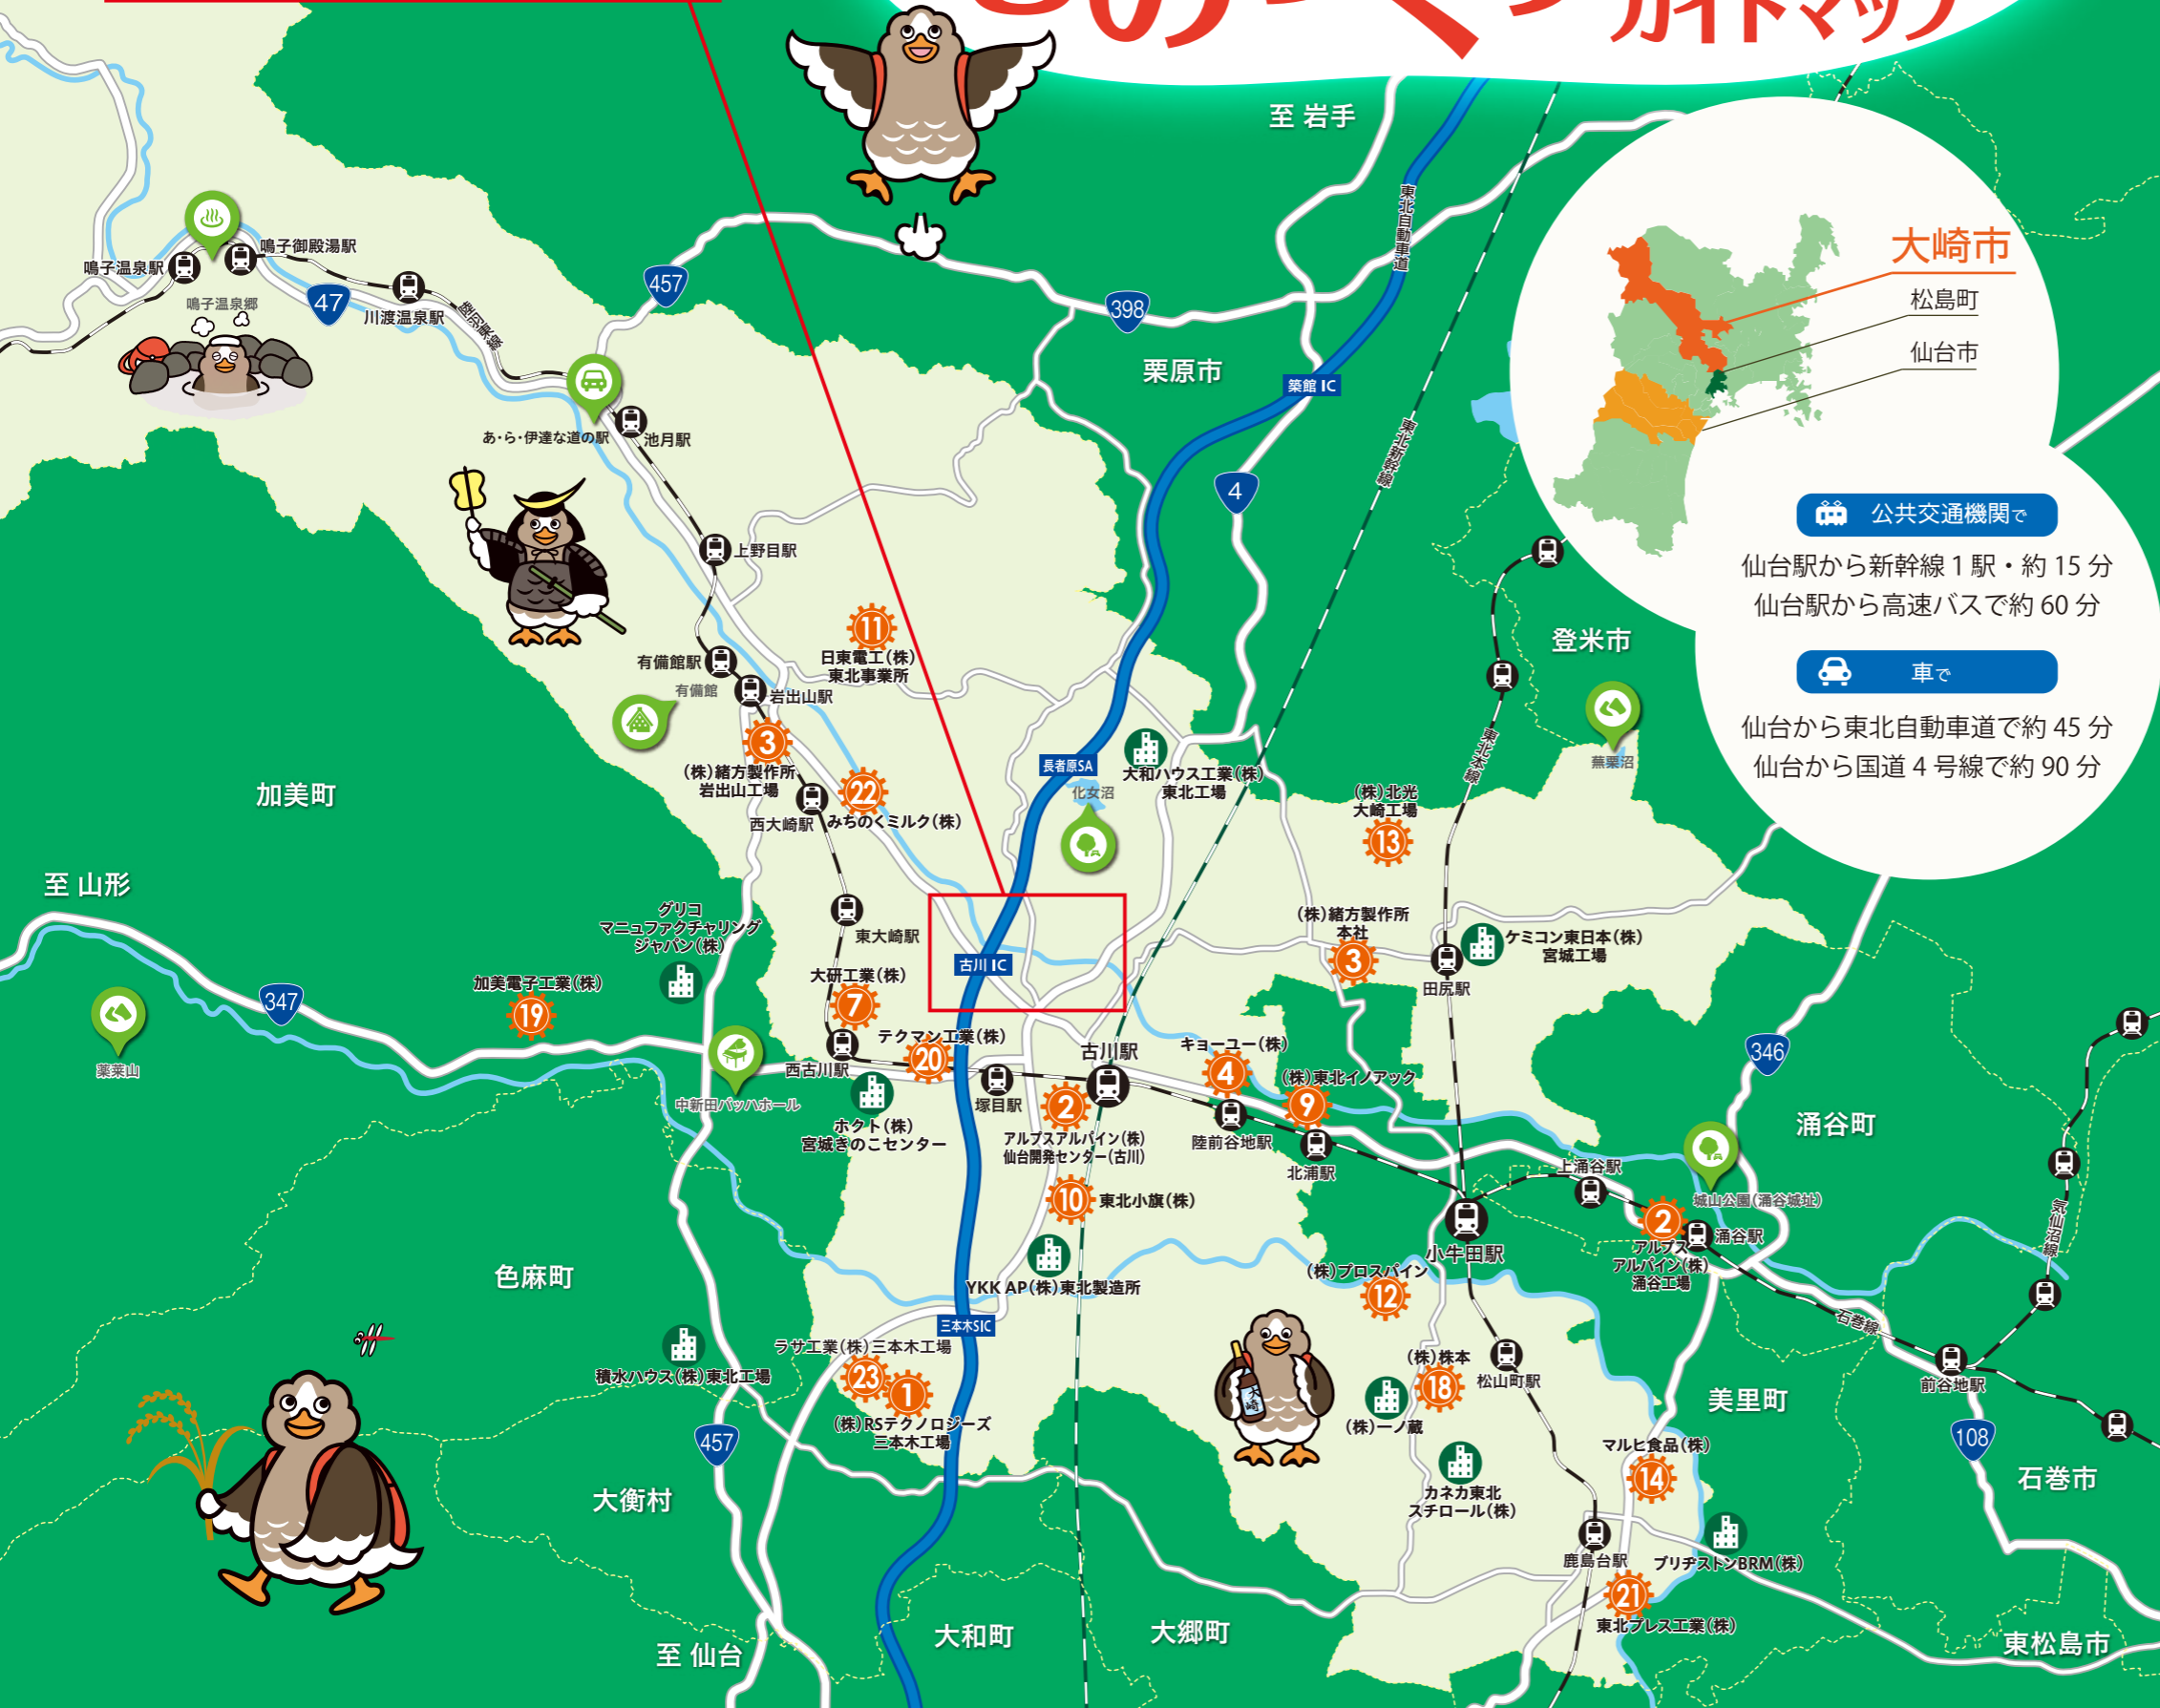 ガイドマップ
至 岩手
東北自動車道
大崎市
松島町
仙台市
鳴子御殿湯駅
鳴子温泉駅
鳴子温泉郷
47
川渡温泉駅
陸羽東線
457
398
栗原市
築館 IC
東北新幹線
あ・ら・伊達な道の駅
池月駅
4
公共交通機関で
仙台駅から新幹線 1 駅・約 15 分
仙台駅から高速バスで約 60 分
車で
仙台から東北自動車道で約 45 分
仙台から国道 4 号線で約 90 分
上野目駅
11
日東電工(株)
東北事業所
登米市
有備館駅
有備館
岩出山駅
3
(株)緒方製作所
岩出山工場
東北本線
蕪栗沼
長者原SA
化女沼
大和ハウス工業(株)
東北工場
加美町
22
みちのくミルク(株)
西大崎駅
(株)北光
大崎工場
13
至 山形
グリコ
マニュファクチャリング
ジャパン(株)
東大崎駅
(株)緒方製作所
本社
3
ケミコン東日本(株)
宮城工場
田尻駅
古川 IC
加美電子工業(株)
19
大研工業(株)
7
347
薬莱山
テクマン工業(株)
20
古川駅
キョーユー(株)
4
(株)東北イノアック
9
346
西古川駅
中新田バッハホール
塚目駅
2
アルプスアルパイン(株)
仙台開発センター(古川)
ホクト(株)
宮城きのこセンター
陸前谷地駅
北浦駅
涌谷町
上涌谷駅
城山公園(涌谷城址)
10
東北小旗(株)
2
アルプス
アルパイン(株)
涌谷工場
涌谷駅
気仙沼線
小牛田駅
色麻町
YKK AP(株)東北製造所
(株)プロスパイン
12
三本木SIC
石巻線
ラサ工業(株)三本木工場
23
1
(株)RSテクノロジーズ
三本木工場
積水ハウス(株)東北工場
(株)株本
18
松山町駅
前谷地駅
大崎
(株)一ノ蔵
美里町
457
108
マルヒ食品(株)
14
石巻市
大衡村
カネカ東北
スチロール(株)
鹿島台駅
ブリヂストンBRM(株)
21
東北プレス工業(株)
至 仙台
大和町
大郷町
東松島市